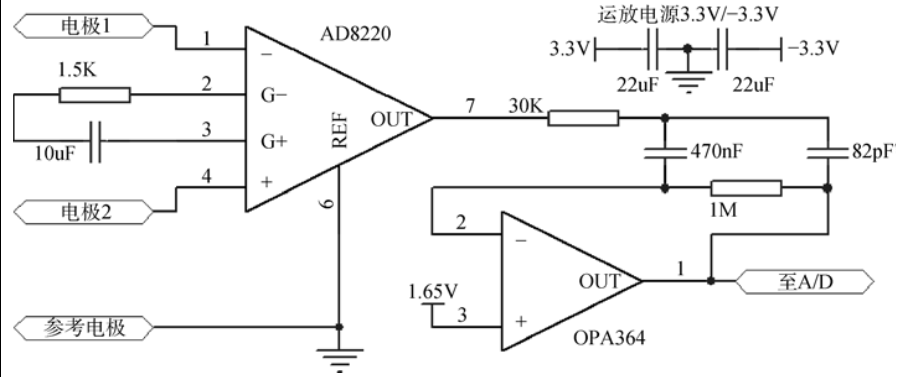 电极1
1
AD8220
运放电源3.3V/−3.3V
3.3V
−3.3V
22uF
22uF
1.5K
2
−
G−
10uF
3
G+
REF
OUT
7
30K
470nF
82pF
电极2
4
+
6
1M
2
−
1.65V
3
+
OUT
1
至A/D
OPA364
参考电极